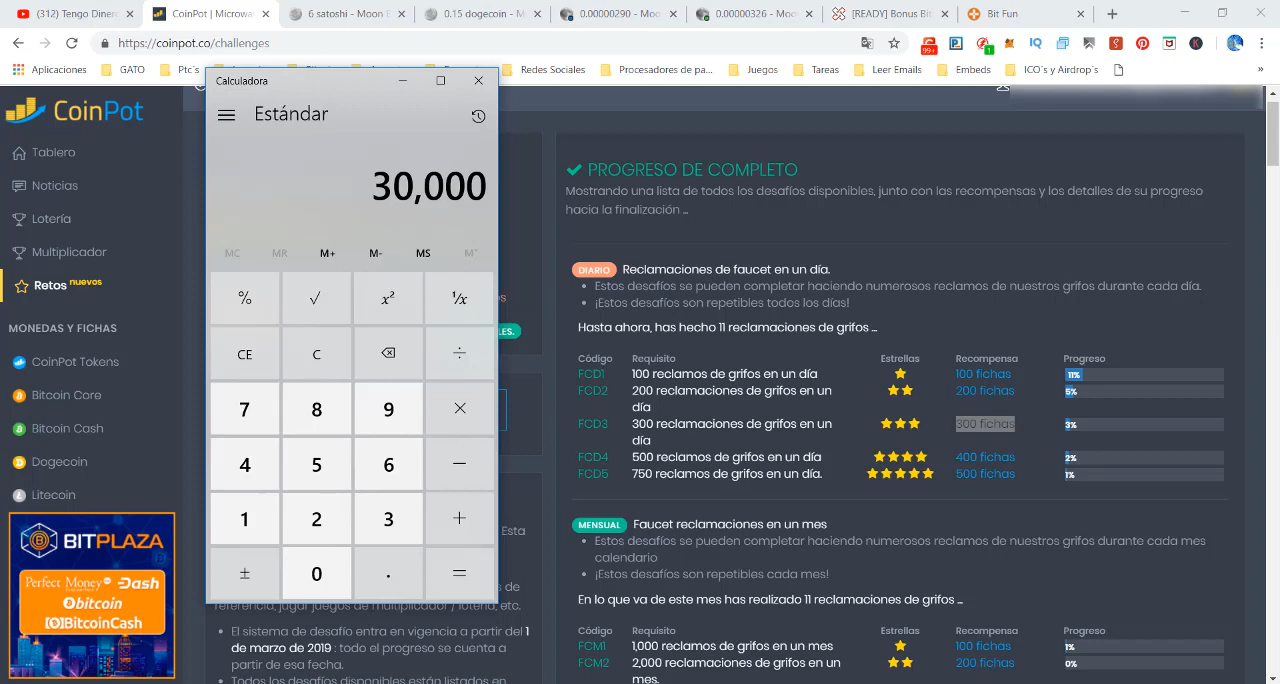 (312) Tengo Dinero
CoinPot | Microwal
6 satoshi - Moon B
0.15 dogecoin - M
0.00000290 - Moo
0.00000326 - Moo
[READY] Bonus Bit
Bit Fun
https://coinpot.co/challenges
99+
1
IQ
K
Aplicaciones
GATO
Ptc´s
Redes Sociales
Procesadores de pa...
Juegos
Tareas
Leer Emails
Embeds
ICO´s y Airdrop´s
»
CoinPot
Tablero
Noticias
Lotería
Multiplicador
Retos nuevos
MONEDAS Y FICHAS
CoinPot Tokens
Bitcoin Core
Bitcoin Cash
Dogecoin
Litecoin
BITPLAZA
Perfect Money Dash
bitcoin
BitcoinCash
Calculadora
Estándar
30,000
MC MR M+ M- MS M˅
% √ x² ¹/x
CE C ⌫ ÷
7 8 9 ×
4 5 6 −
1 2 3 +
± 0 . =
os
LES.
Esta
s de
referencia, jugar juegos de multiplicador / lotería, etc.
El sistema de desafío entra en vigencia a partir del 1
de marzo de 2019 : todo el progreso se cuenta a
partir de esa fecha.
Todos los desafíos disponibles están listados en
PROGRESO DE COMPLETO
Mostrando una lista de todos los desafíos disponibles, junto con las recompensas y los detalles de su progreso
hacia la finalización ...
DIARIO Reclamaciones de faucet en un día.
Estos desafíos se pueden completar haciendo numerosos reclamos de nuestros grifos durante cada día.
¡Estos desafíos son repetibles todos los días!
Hasta ahora, has hecho 11 reclamaciones de grifos ...
Código Requisito Estrellas Recompensa Progreso
FCD1 100 reclamos de grifos en un día 100 fichas 11%
FCD2 200 reclamaciones de grifos en un 200 fichas 5%
día
FCD3 300 reclamaciones de grifos en un 300 fichas 3%
día
FCD4 500 reclamos de grifos en un día 400 fichas 2%
FCD5 750 reclamos de grifos en un día. 500 fichas 1%
MENSUAL Faucet reclamaciones en un mes
Estos desafíos se pueden completar haciendo numerosos reclamos de nuestros grifos durante cada mes
calendario
¡Estos desafíos son repetibles cada mes!
En lo que va de este mes has realizado 11 reclamaciones de grifos ...
Código Requisito Estrellas Recompensa Progreso
FCM1 1,000 reclamos de grifos en un mes 100 fichas 1%
FCM2 2,000 reclamaciones de grifos en un 200 fichas 0%
mes.